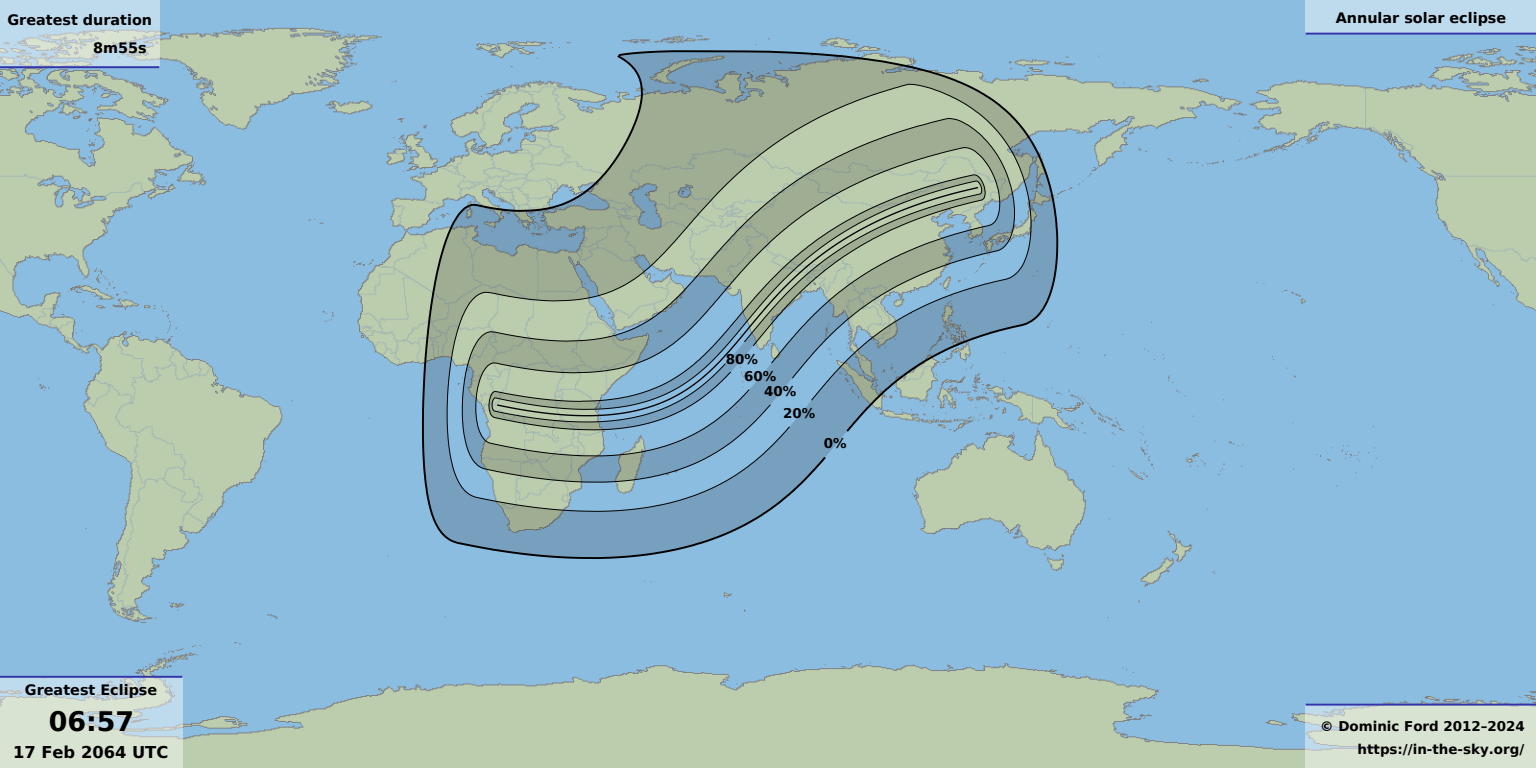 Greatest duration
8m55s
Annular solar eclipse
80%
60%
40%
20%
0%
Greatest Eclipse
06:57
17 Feb 2064 UTC
© Dominic Ford 2012–2024
https://in-the-sky.org/